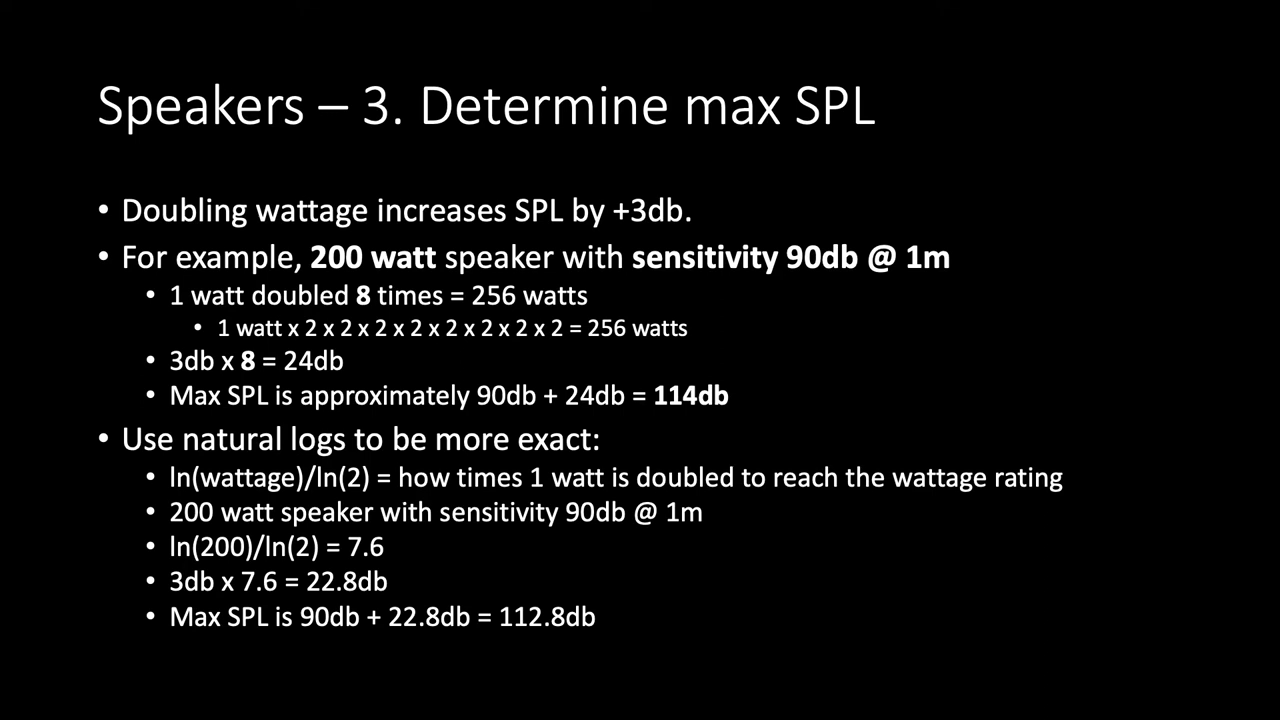 Speakers – 3. Determine max SPL
• Doubling wattage increases SPL by +3db.
• For example, 200 watt speaker with sensitivity 90db @ 1m
• 1 watt doubled 8 times = 256 watts
• 1 watt x 2 x 2 x 2 x 2 x 2 x 2 x 2 x 2 = 256 watts
• 3db x 8 = 24db
• Max SPL is approximately 90db + 24db = 114db
• Use natural logs to be more exact:
• ln(wattage)/ln(2) = how times 1 watt is doubled to reach the wattage rating
• 200 watt speaker with sensitivity 90db @ 1m
• ln(200)/ln(2) = 7.6
• 3db x 7.6 = 22.8db
• Max SPL is 90db + 22.8db = 112.8db